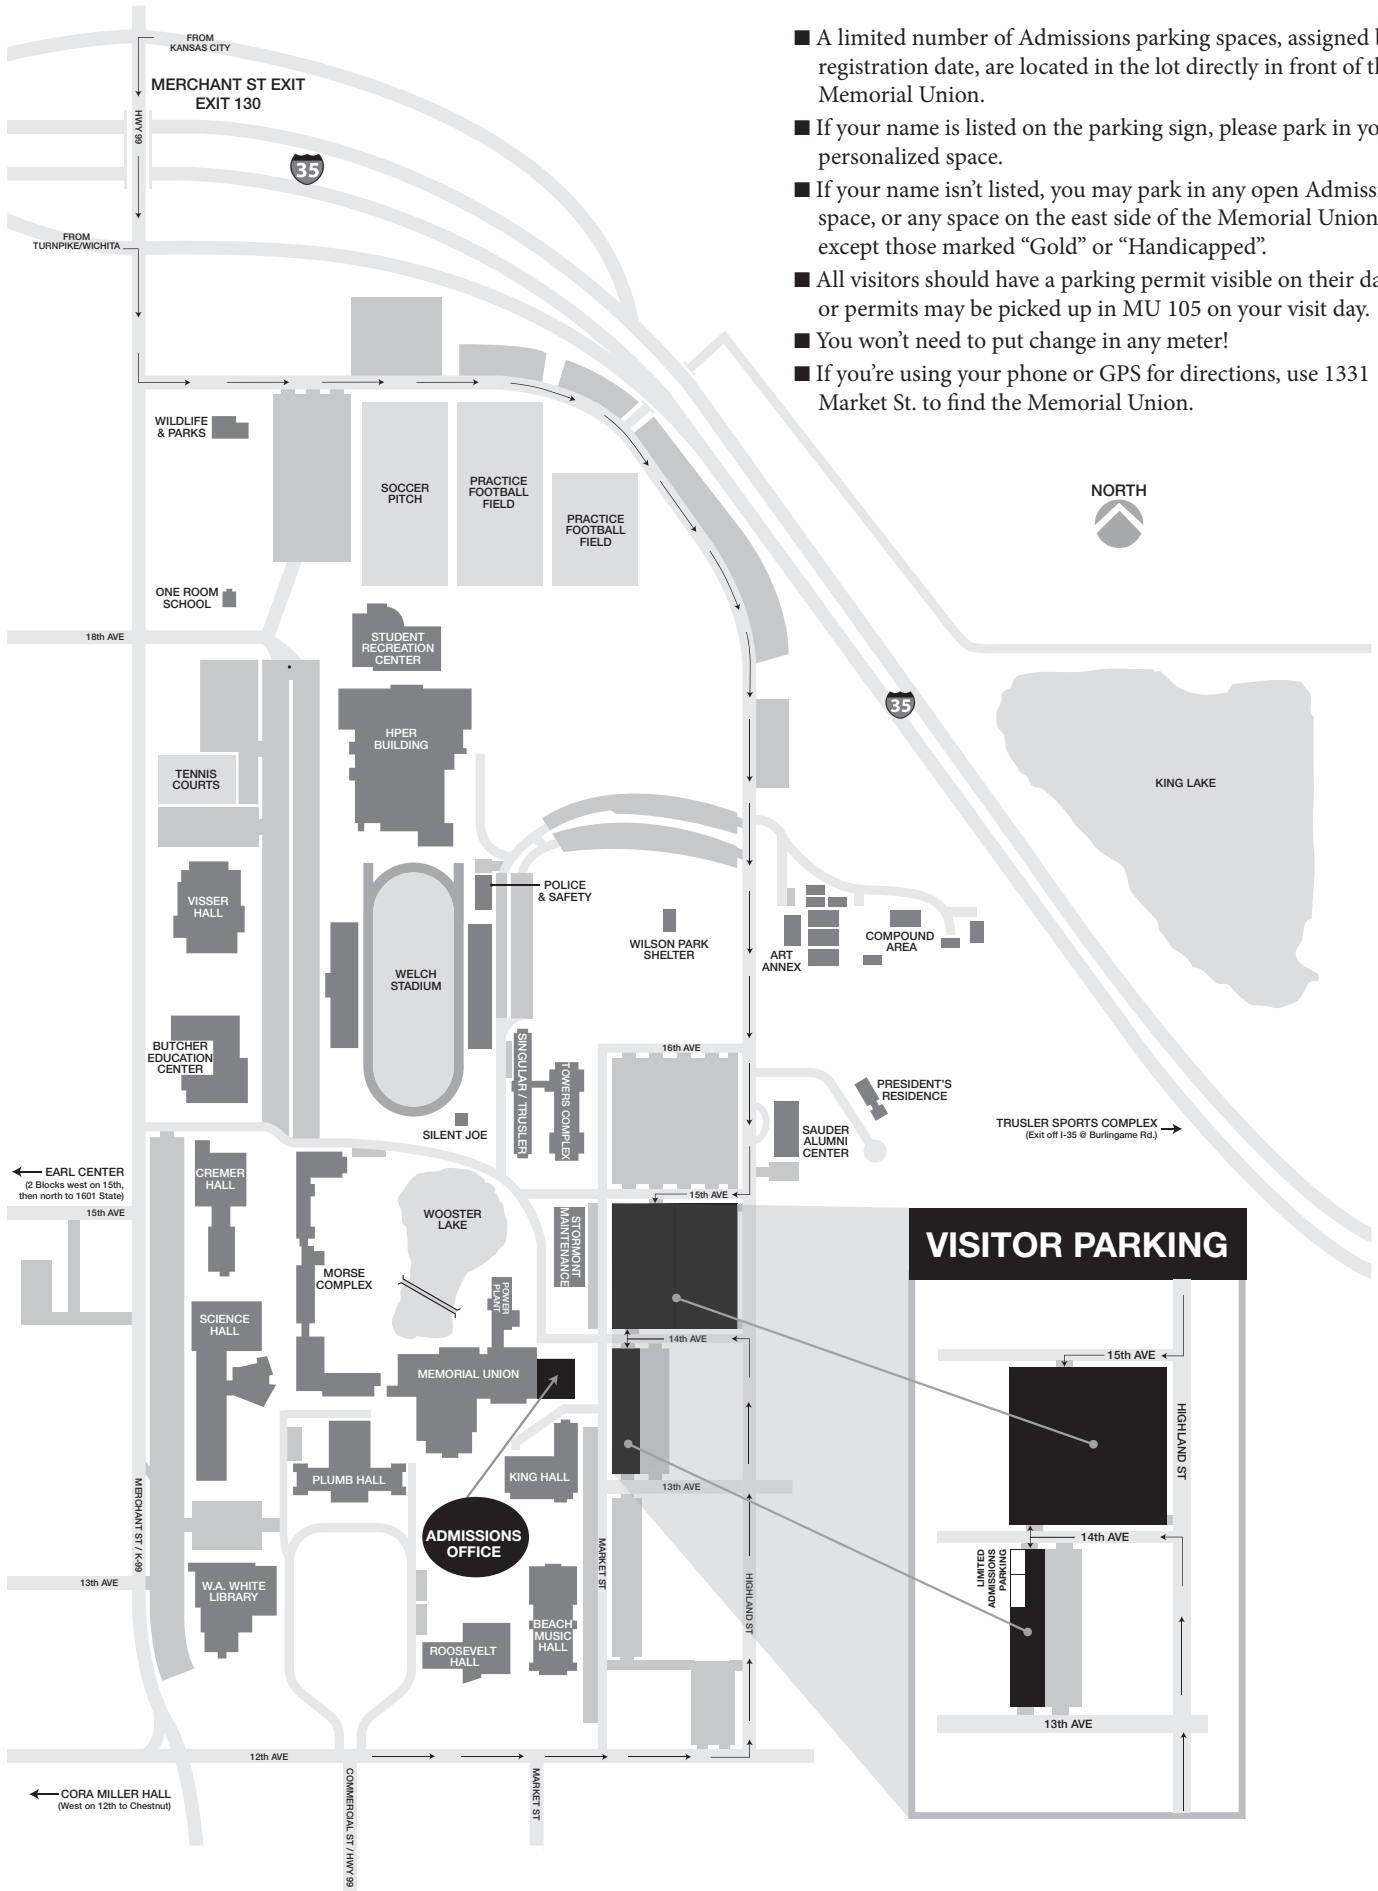 FROM
KANSAS CITY
MERCHANT ST EXIT
EXIT 130
HWY 99
35
FROM
TURNPIKE/WICHITA
■ A limited number of Admissions parking spaces, assigned
registration date, are located in the lot directly in front of
Memorial Union.
■ If your name is listed on the parking sign, please park in
personalized space.
■ If your name isn’t listed, you may park in any open
space, or any space on the east side of the Memorial Union
except those marked “Gold” or “Handicapped”.
■ All visitors should have a parking permit visible on their
or permits may be picked up in MU 105 on your visit day.
■ You won’t need to put change in any meter!
■ If you’re using your phone or GPS for directions, use 1331
Market St. to find the Memorial Union.
NORTH
WILDLIFE
& PARKS
SOCCER
PITCH
PRACTICE
FOOTBALL
FIELD
PRACTICE
FOOTBALL
FIELD
ONE ROOM
SCHOOL
18th AVE
STUDENT
RECREATION
CENTER
35
HPER
BUILDING
TENNIS
COURTS
KING LAKE
VISSER
HALL
POLICE
& SAFETY
WILSON PARK
SHELTER
ART
ANNEX
COMPOUND
AREA
WELCH
STADIUM
BUTCHER
EDUCATION
CENTER
16th AVE
SINGULAR / TRUSLER
TOWERS COMPLEX
SILENT JOE
PRESIDENT’S
RESIDENCE
SAUDER
ALUMNI
CENTER
TRUSLER SPORTS COMPLEX
(Exit off I-35 @ Burlingame Rd.)
EARL CENTER
(2 Blocks west on 15th,
then north to 1601 State)
15th AVE
CREMER
HALL
15th AVE
WOOSTER
LAKE
STORMONT
MAINTENANCE
MORSE
COMPLEX
POWER
PLANT
SCIENCE
HALL
14th AVE
MEMORIAL UNION
PLUMB HALL
KING HALL
13th AVE
MERCHANT ST / K-99
ADMISSIONS
OFFICE
MARKET ST
HIGHLAND ST
13th AVE
W.A. WHITE
LIBRARY
BEACH
MUSIC
HALL
ROOSEVELT
HALL
12th AVE
CORA MILLER HALL
(West on 12th to Chestnut)
COMMERCIAL ST / HWY 99
MARKET ST
VISITOR PARKING
15th AVE
HIGHLAND ST
14th AVE
LIMITED
ADMISSIONS
PARKING
13th AVE